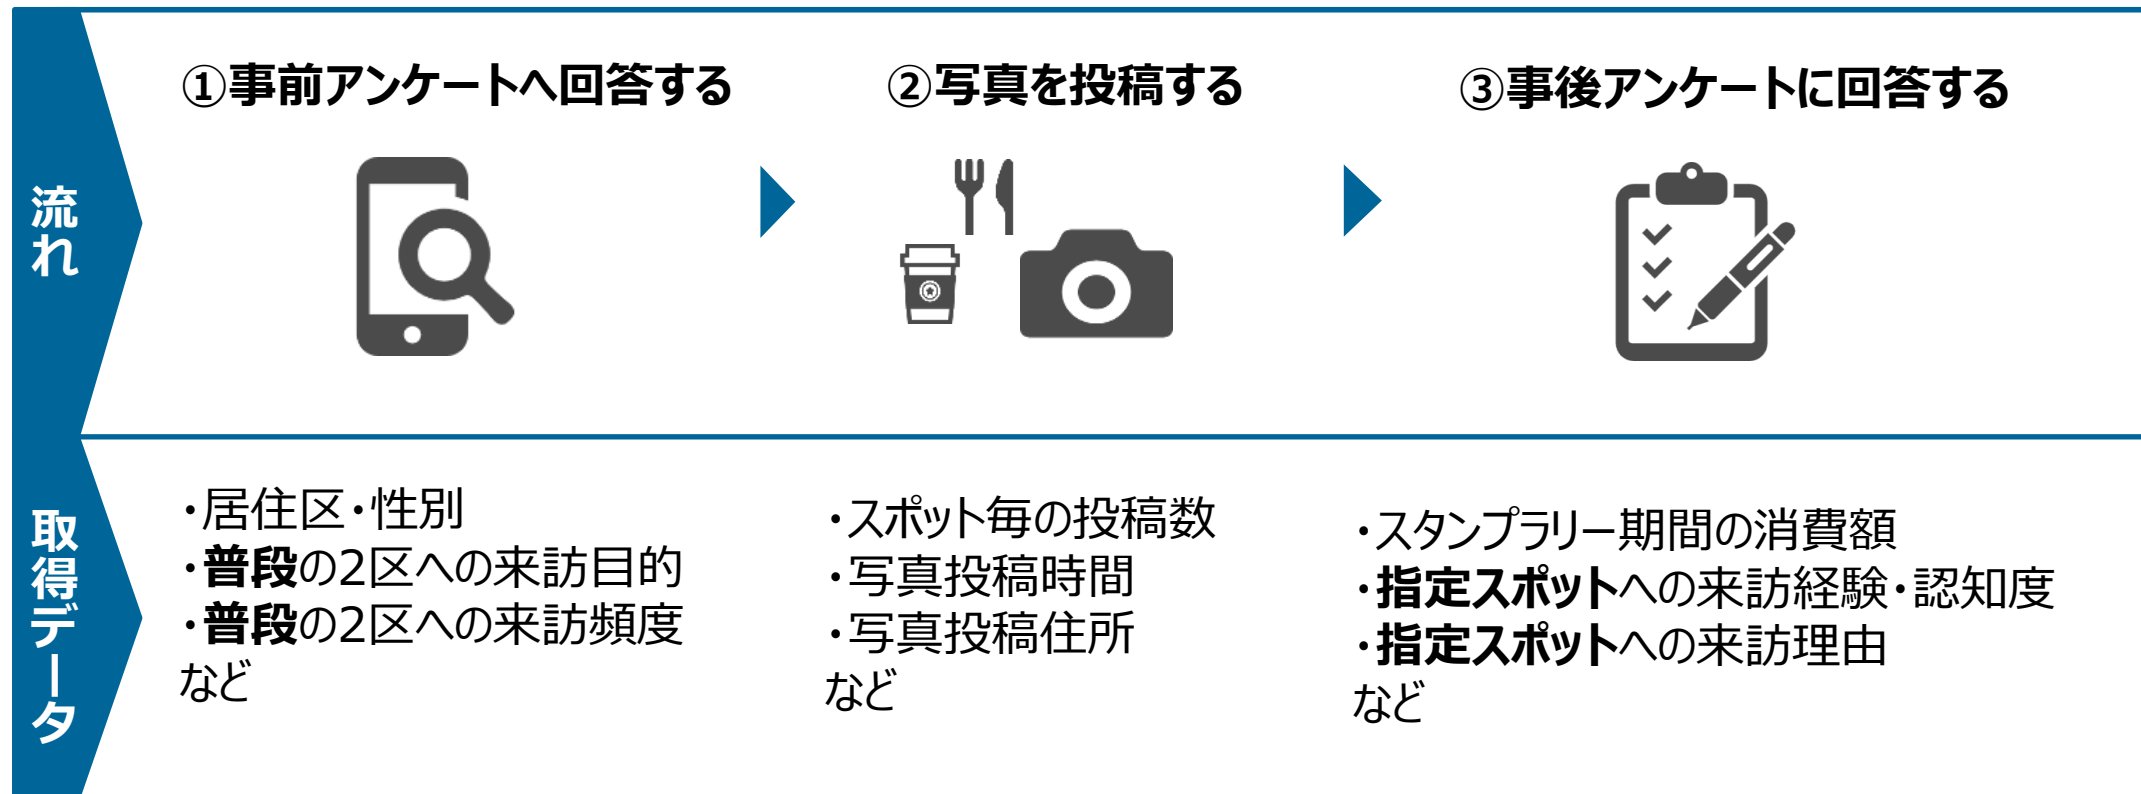 流れ
①事前アンケートへ回答する
②写真を投稿する
③事後アンケートに回答する
取得データ
・居住区・性別
・普段の2区への来訪目的
・普段の2区への来訪頻度
など
・スポット毎の投稿数
・写真投稿時間
・写真投稿住所
など
・スタンプラリー期間の消費額
・指定スポットへの来訪経験・認知度
・指定スポットへの来訪理由
など